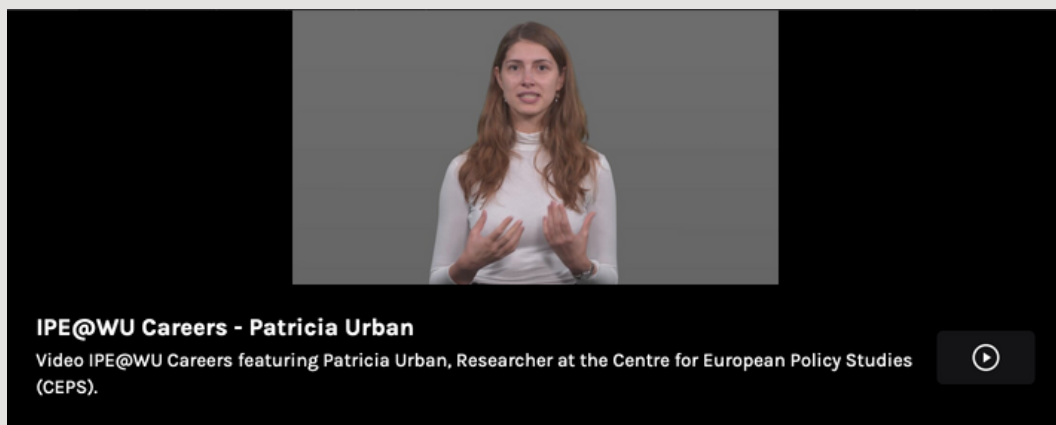 IPE@WU Careers - Patricia Urban
Video IPE@WU Careers featuring Patricia Urban, Researcher at the Centre for European Policy Studies
(CEPS).